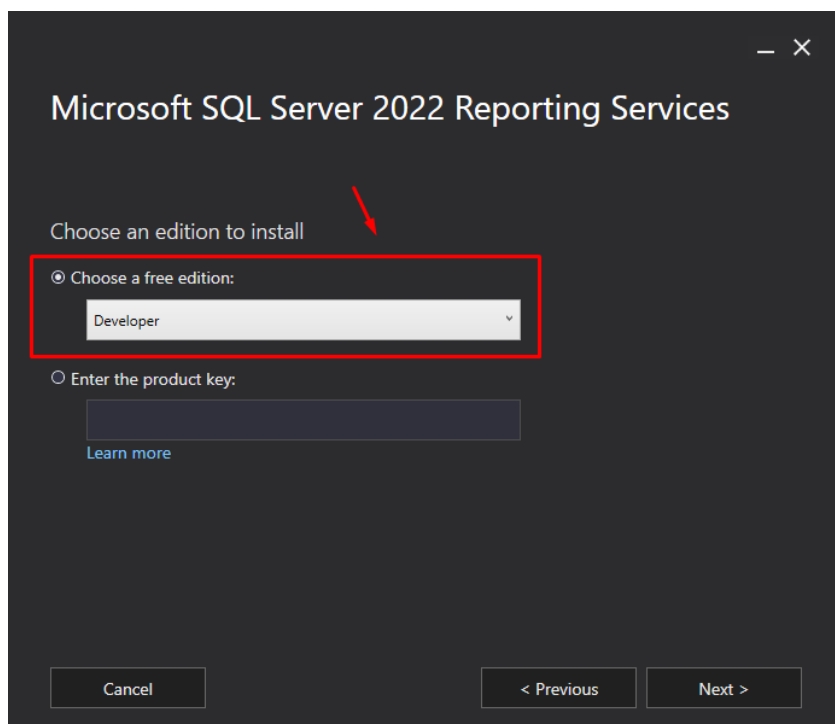 Microsoft SQL Server 2022 Reporting Services
Choose an edition to install
Choose a free edition:
Developer
Enter the product key:
Learn more
Cancel
< Previous
Next >